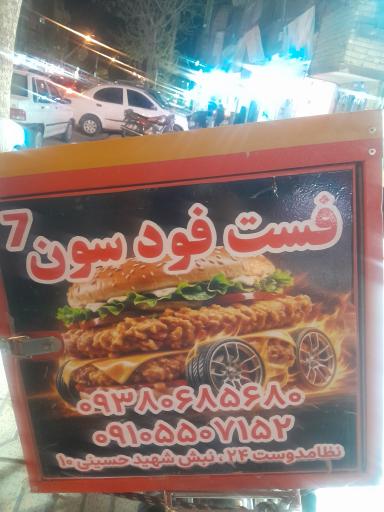 فست فود سون 7
۰۹۳۸۰۶۸۵۶۸۰
۰۹۱۰۵۵۰۷۱۵۲
نظامدوست ۲۴، نبش شهید حسینی ۱۰